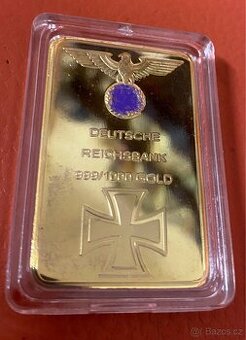 DEUTSCHE
REICHSBANK
999/1000 GOLD
bazos.cz